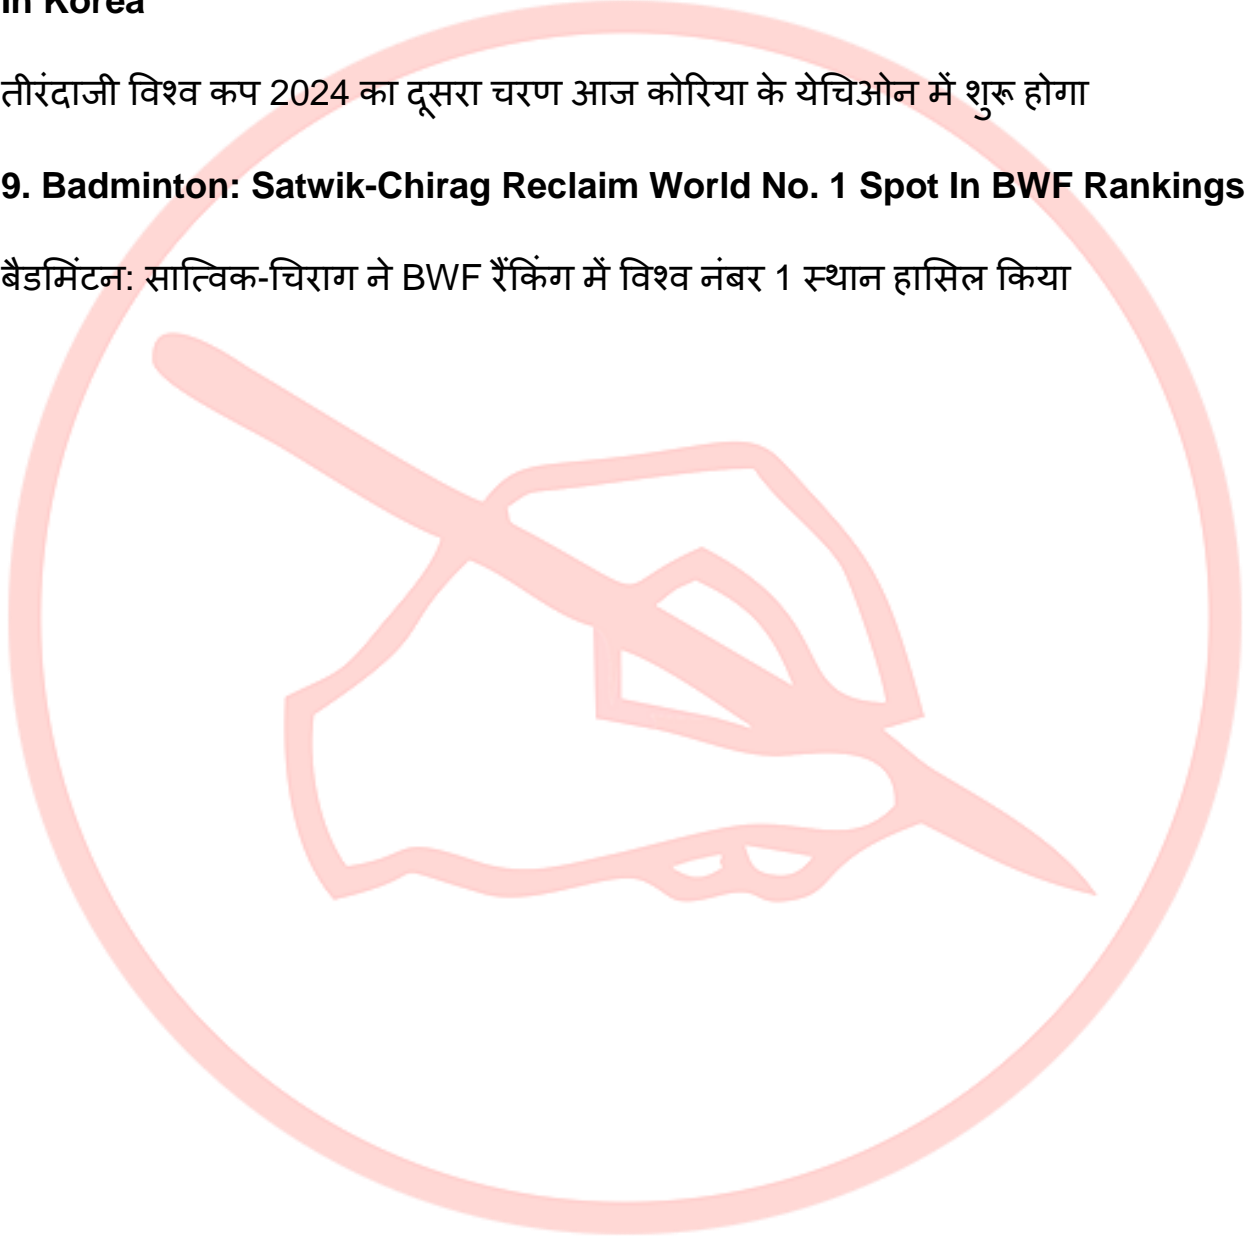 In Korea
तीरंदाजी विश्व कप 2024 का दूसरा चरण आज कोरिया के येचिओन में शुरू होगा
9. Badminton: Satwik-Chirag Reclaim World No. 1 Spot In BWF Rankings
बैडमिंटन: सात्विक-चिराग ने BWF रैंकिंग में विश्व नंबर 1 स्थान हासिल किया